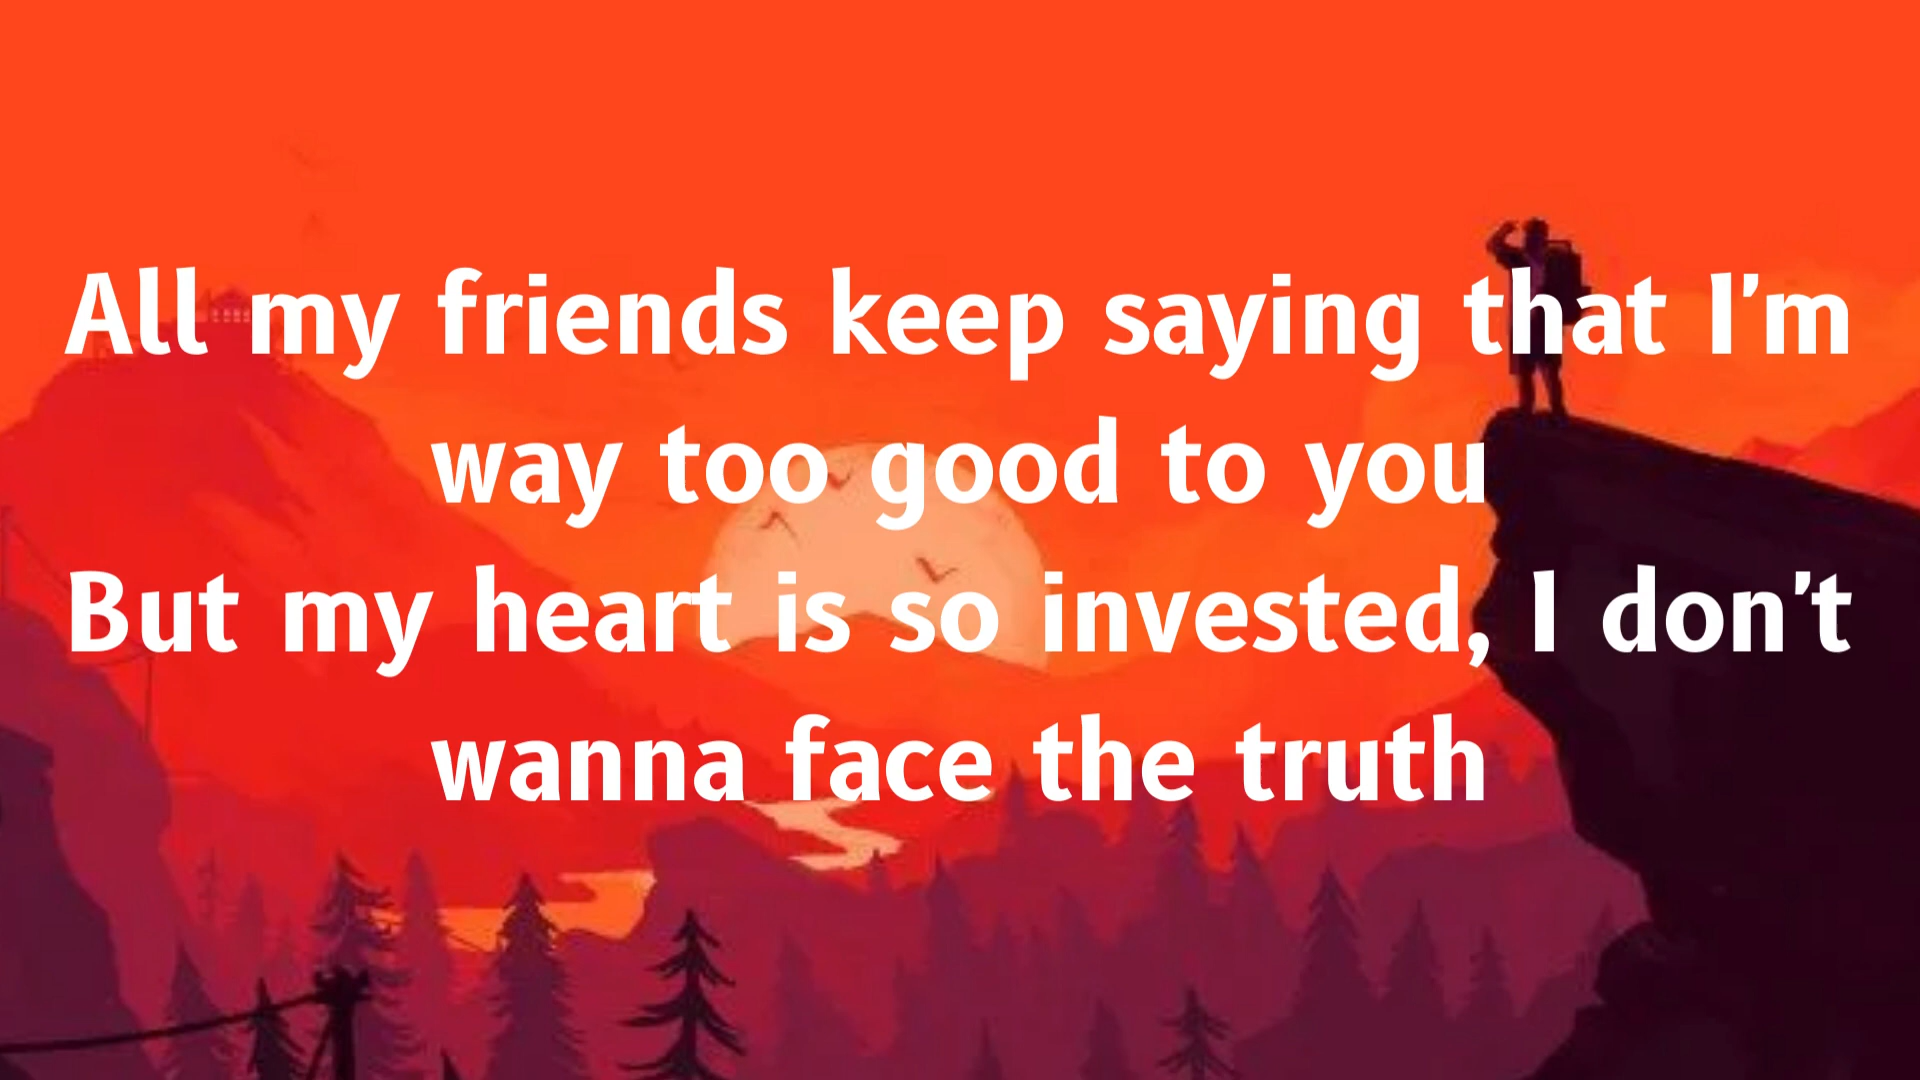 All my friends keep saying that I'm
way too good to you
But my heart is so invested, I don't
wanna face the truth